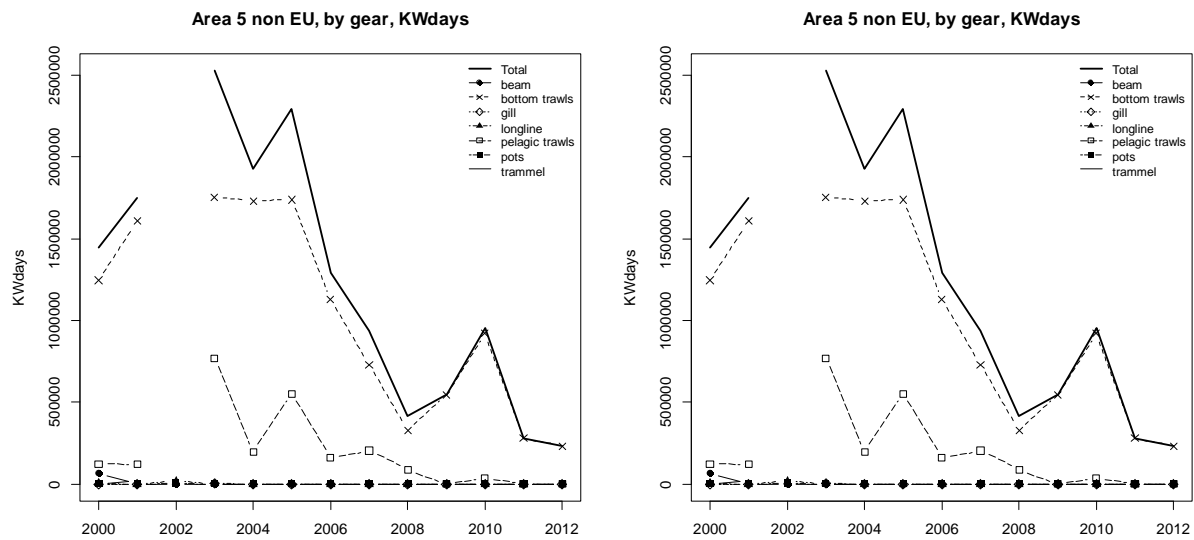 Area 5 non EU, by gear, KWdays
KWdays
2500000
2000000
1500000
1000000
500000
0
Total
beam
bottom trawls
gill
longline
pelagic trawls
pots
trammel
2000 2002 2004 2006 2008 2010 2012
Area 5 non EU, by gear, KWdays
KWdays
2500000
2000000
1500000
1000000
500000
0
Total
beam
bottom trawls
gill
longline
pelagic trawls
pots
trammel
2000 2002 2004 2006 2008 2010 2012